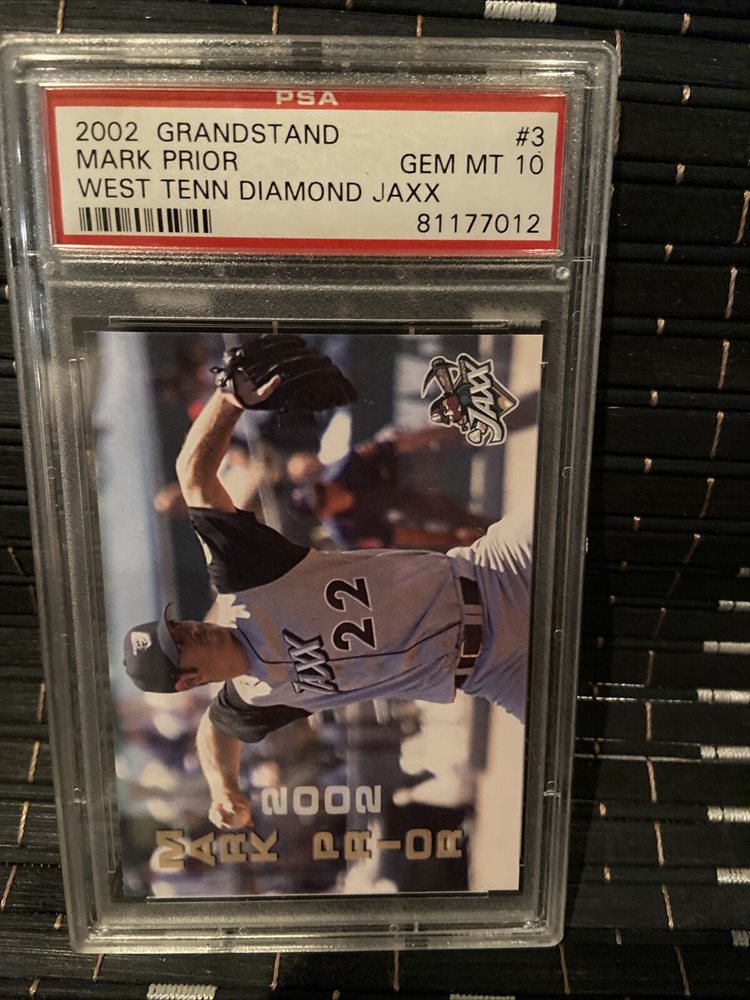 PSA
2002 GRANDSTAND #3
MARK PRIOR GEM MT 10
WEST TENN DIAMOND JAXX
81177012
JAXX
JAXX
22
2002
MARK PRIOR